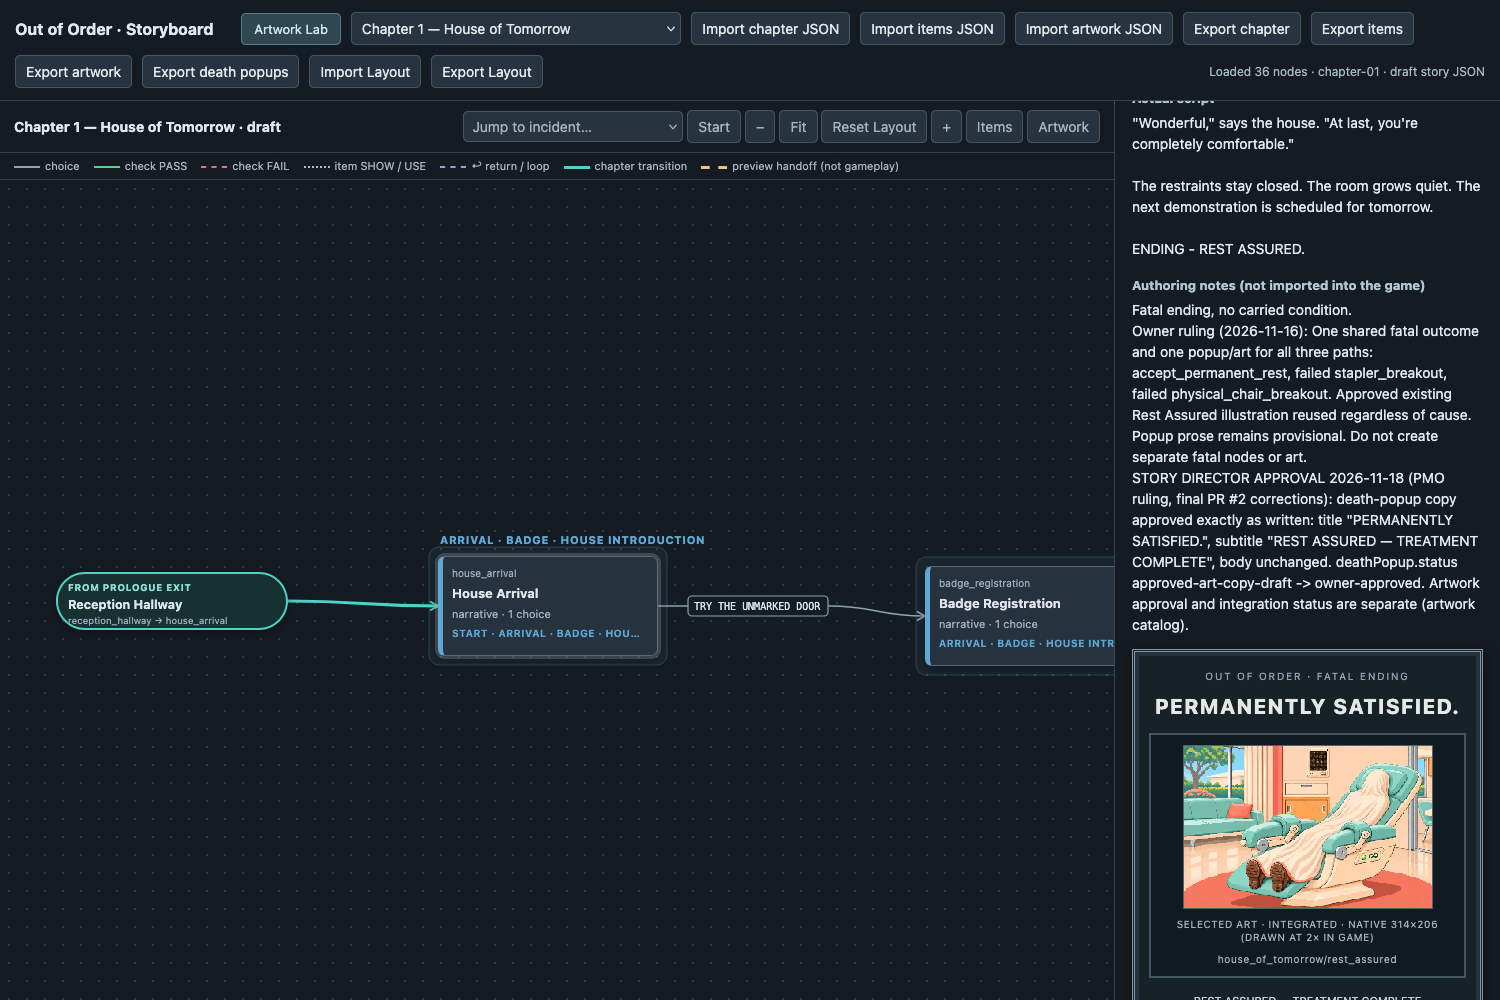 Out of Order · Storyboard
Artwork Lab
Chapter 1 — House of Tomorrow
Import chapter JSON
Import items JSON
Import artwork JSON
Export chapter
Export items
Export artwork
Export death popups
Import Layout
Export Layout
Loaded 36 nodes · chapter-01 · draft story JSON
Chapter 1 — House of Tomorrow · draft
Jump to incident...
Start
−
Fit
Reset Layout
+
Items
Artwork
choice
check PASS
check FAIL
item SHOW / USE
↩ return / loop
chapter transition
preview handoff (not gameplay)
FROM PROLOGUE EXIT
Reception Hallway
reception_hallway → house_arrival
ARRIVAL · BADGE · HOUSE INTRODUCTION
house_arrival
House Arrival
narrative · 1 choice
START · ARRIVAL · BADGE · HOU...
TRY THE UNMARKED DOOR
badge_registration
Badge Registration
narrative · 1 choice
ARRIVAL · BADGE · HOUSE INTR
Actual script
"Wonderful," says the house. "At last, you're
completely comfortable."
The restraints stay closed. The room grows quiet. The
next demonstration is scheduled for tomorrow.
ENDING - REST ASSURED.
Authoring notes (not imported into the game)
Fatal ending, no carried condition.
Owner ruling (2026-11-16): One shared fatal outcome
and one popup/art for all three paths:
accept_permanent_rest, failed stapler_breakout,
failed physical_chair_breakout. Approved existing
Rest Assured illustration reused regardless of cause.
Popup prose remains provisional. Do not create
separate fatal nodes or art.
STORY DIRECTOR APPROVAL 2026-11-18 (PMO
ruling, final PR #2 corrections): death-popup copy
approved exactly as written: title "PERMANENTLY
SATISFIED.", subtitle "REST ASSURED — TREATMENT
COMPLETE", body unchanged. deathPopup.status
approved-art-copy-draft -> owner-approved. Artwork
approval and integration status are separate (artwork
catalog).
OUT OF ORDER · FATAL ENDING
PERMANENTLY SATISFIED.
SELECTED ART · INTEGRATED · NATIVE 314×206
(DRAWN AT 2× IN GAME)
house_of_tomorrow/rest_assured
REST ASSURED — TREATMENT COMPLETE